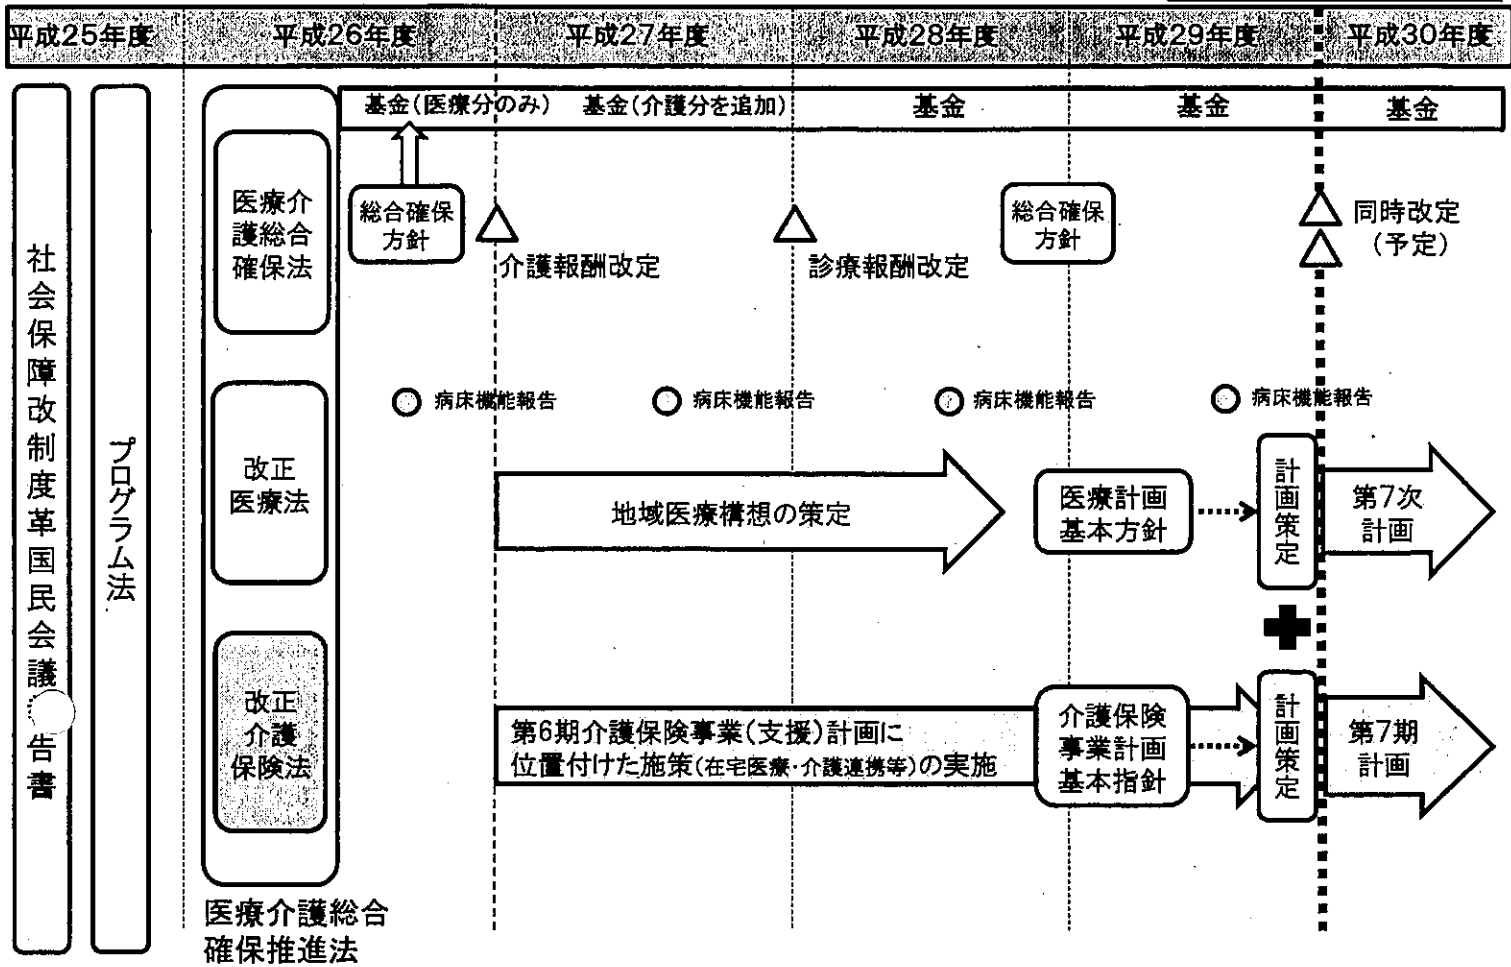 平成25年度
平成26年度
平成27年度
平成28年度
平成29年度
平成30年度
社会保障改制度革国民会議
告書
プログラム法
基金(医療分のみ)
基金(介護分を追加)
基金
基金
基金
医療介
護総合
確保法
総合確保
方針
介護報酬改定
診療報酬改定
総合確保
方針
同時改定
(予定)
病床機能報告
病床機能報告
病床機能報告
病床機能報告
改正
医療法
地域医療構想の策定
医療計画
基本方針
計画策定
第7次
計画
改正
介護
保険法
第6期介護保険事業(支援)計画に
位置付けた施策(在宅医療・介護連携等)の実施
介護保険
事業計画
基本指針
計画策定
第7期
計画
医療介護総合
確保推進法